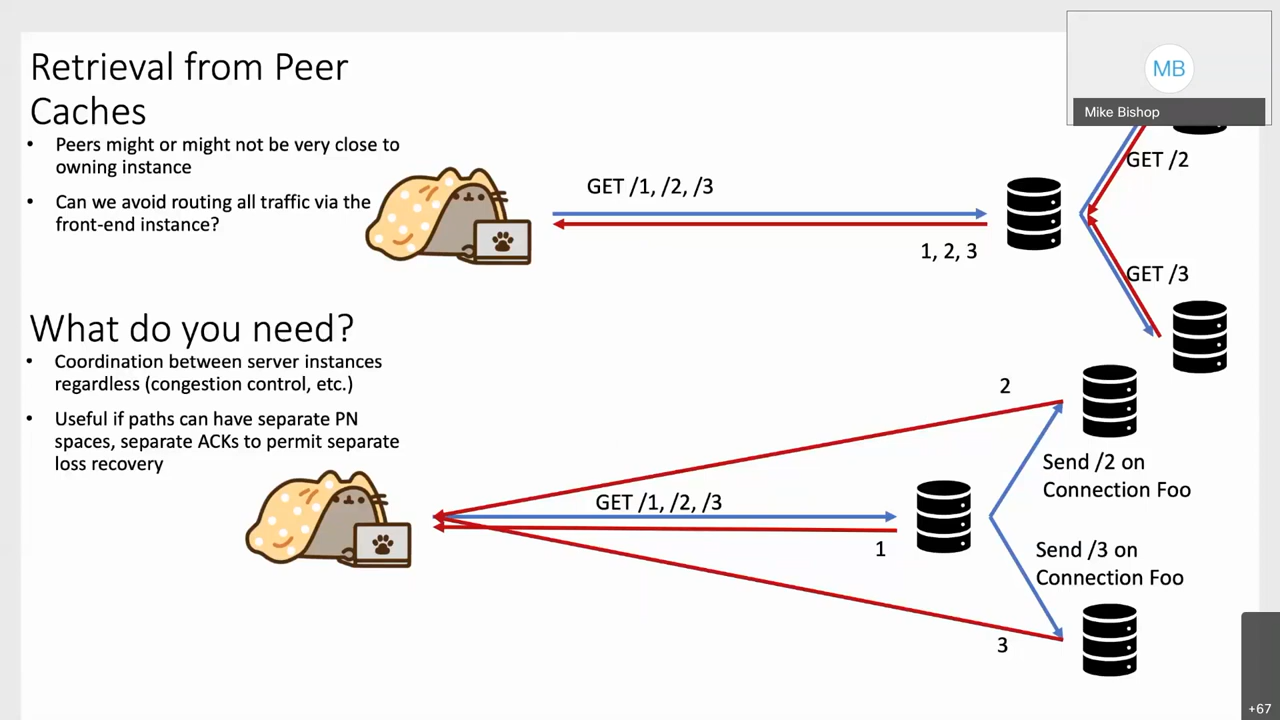 Retrieval from Peer
Caches
• Peers might or might not be very close to
owning instance
• Can we avoid routing all traffic via the
front-end instance?
GET /1, /2, /3
1, 2, 3
MB
Mike Bishop
GET /2
GET /3
What do you need?
• Coordination between server instances
regardless (congestion control, etc.)
• Useful if paths can have separate PN
spaces, separate ACKs to permit separate
loss recovery
GET /1, /2, /3
1
2
Send /2 on
Connection Foo
Send /3 on
Connection Foo
3
+67